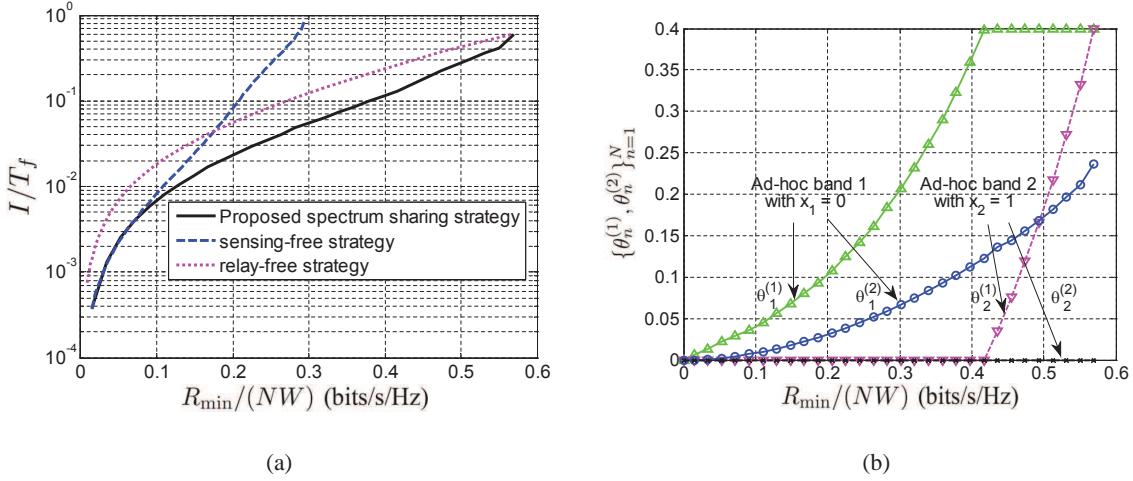 10^0
10^{-1}
10^{-2}
10^{-3}
10^{-4}
I/T_f
Proposed spectrum sharing strategy
sensing-free strategy
relay-free strategy
0 0.1 0.2 0.3 0.4 0.5 0.6
R_min/(NW) (bits/s/Hz)
(a)
0.4
0.35
0.3
0.25
0.2
0.15
0.1
0.05
0
{θ_n^{(1)}, θ_n^{(2)}}_{n=1}^N
Ad-hoc band 1
with x_1 = 0
Ad-hoc band 2
with x_2 = 1
θ_1^{(1)} θ_1^{(2)} θ_2^{(1)} θ_2^{(2)}
0 0.1 0.2 0.3 0.4 0.5 0.6
R_min/(NW) (bits/s/Hz)
(b)